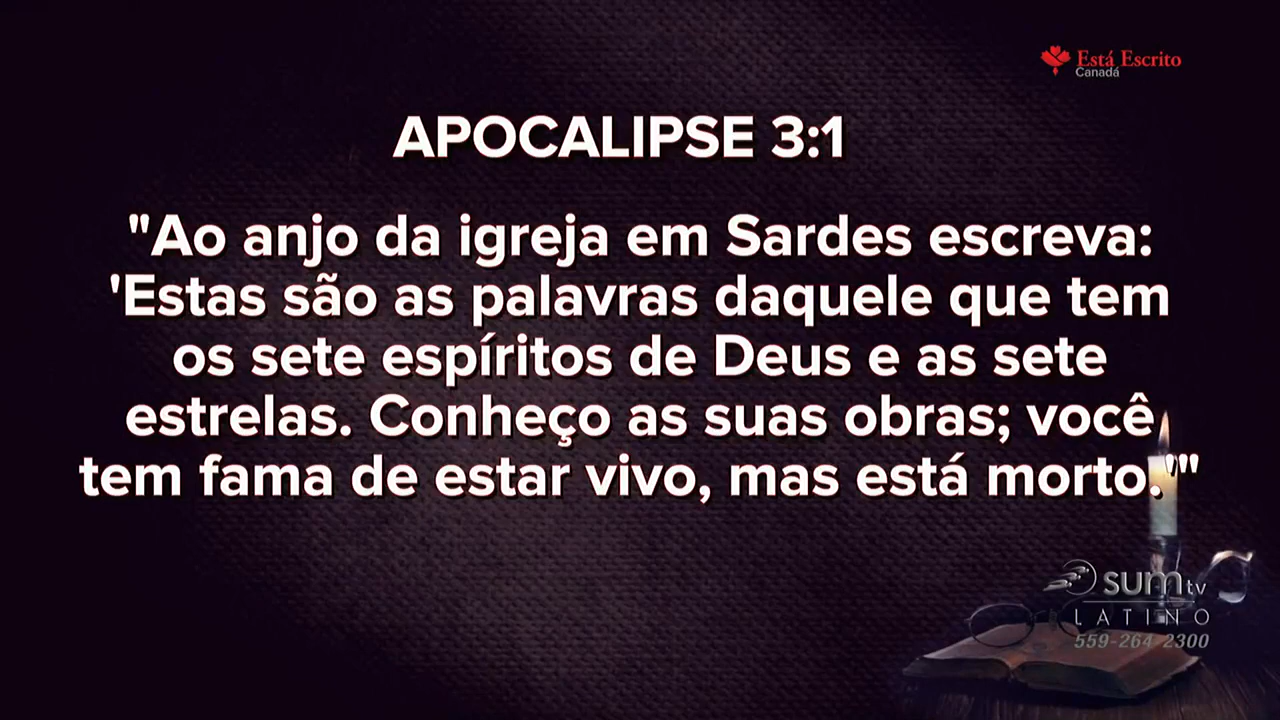 Está Escrito
Canadá
APOCALIPSE 3:1
"Ao anjo da igreja em Sardes escreva:
'Estas são as palavras daquele que tem
os sete espíritos de Deus e as sete
estrelas. Conheço as suas obras; você
tem fama de estar vivo, mas está morto.'"
sumtv
LATINO
559-264-2300